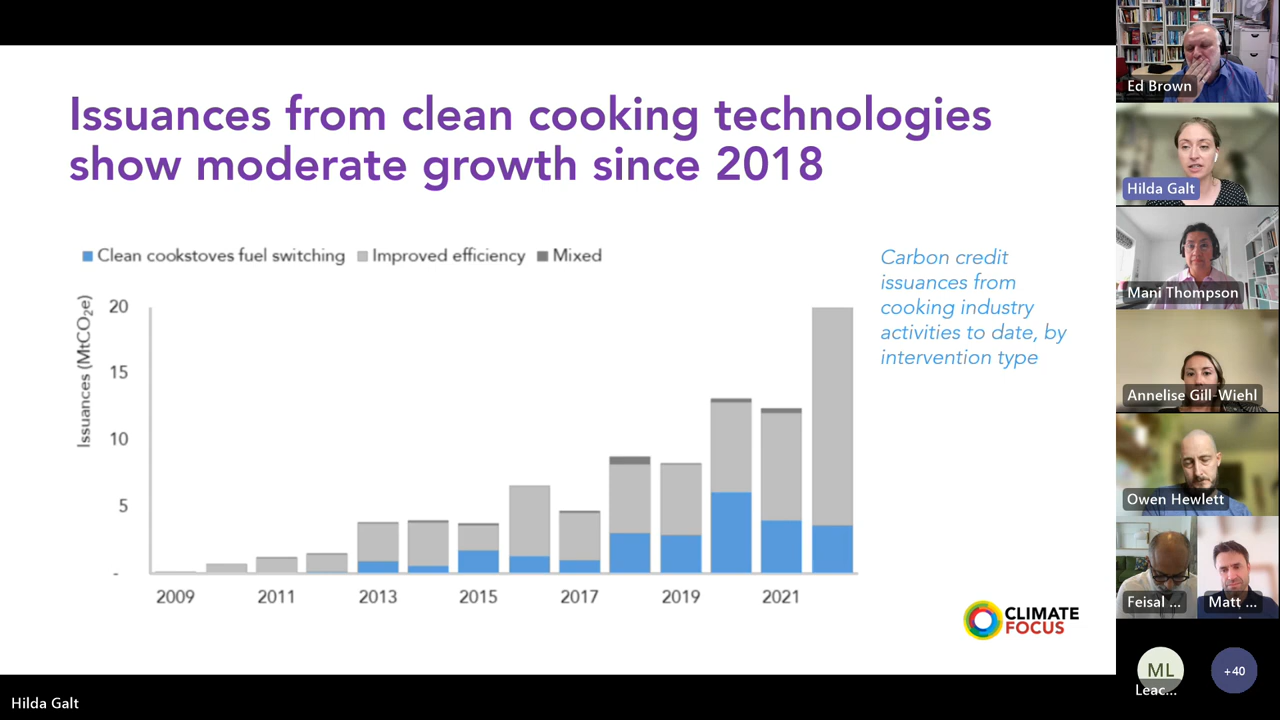 Issuances from clean cooking technologies
show moderate growth since 2018
Clean cookstoves fuel switching Improved efficiency Mixed
Issuances (MtCO₂e)
20
15
10
5
-
2009 2011 2013 2015 2017 2019 2021
Carbon credit
issuances from
cooking industry
activities to date, by
intervention type
CLIMATE
FOCUS
Hilda Galt
Ed Brown
Hilda Galt
Mani Thompson
Annelise Gill-Wiehl
Owen Hewlett
Feisal ... Matt ...
ML +40
Leac...